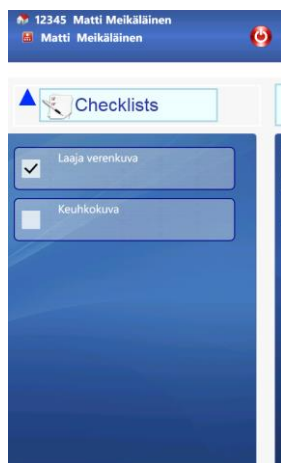 12345 Matti Meikäläinen
Matti Meikäläinen
Checklists
Laaja verenkuva
Keuhkokuva